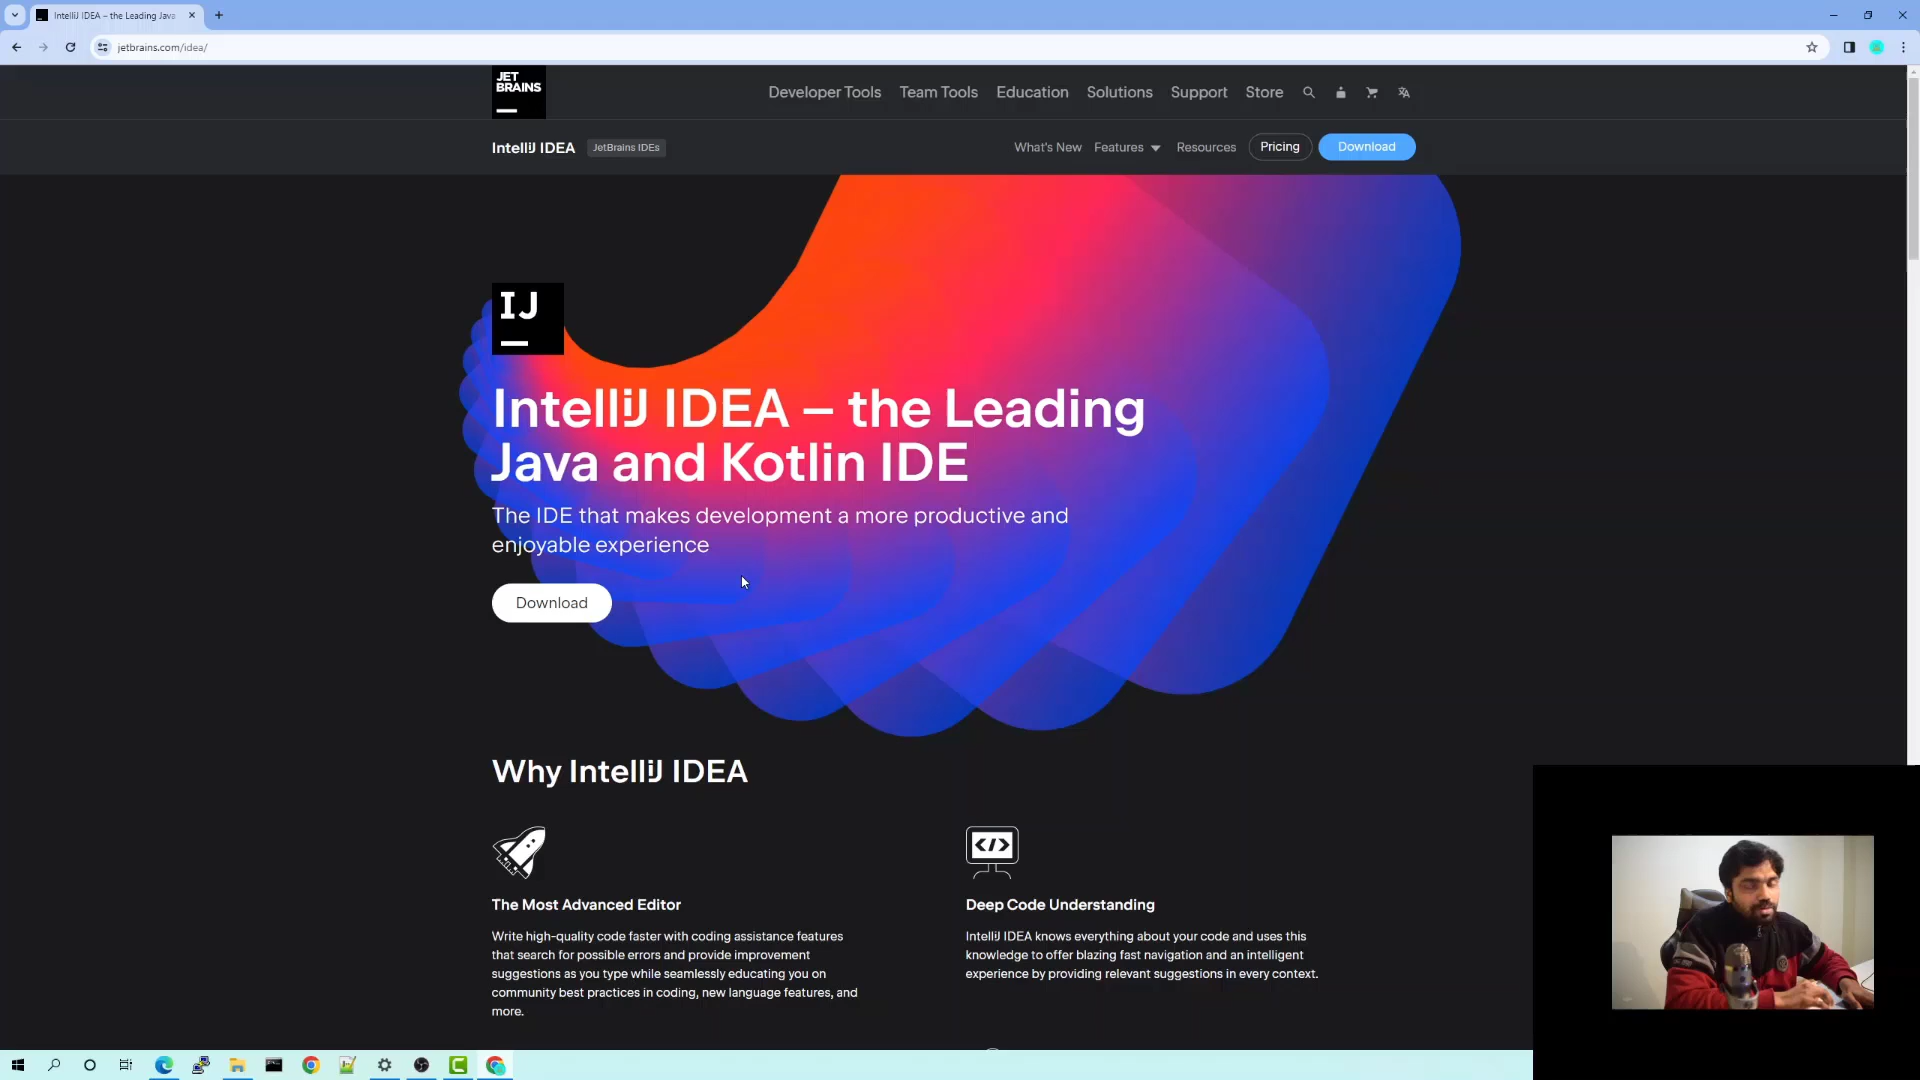 IntelliJ IDEA – the Leading Java
jetbrains.com/idea/
JET
BRAINS
Developer Tools
Team Tools
Education
Solutions
Support
Store
IntelliJ IDEA
JetBrains IDEs
What's New
Features
Resources
Pricing
Download
IJ
IntelliJ IDEA – the Leading
Java and Kotlin IDE
The IDE that makes development a more productive and
enjoyable experience
Download
Why IntelliJ IDEA
The Most Advanced Editor
Write high-quality code faster with coding assistance features
that search for possible errors and provide improvement
suggestions as you type while seamlessly educating you on
community best practices in coding, new language features, and
more.
Deep Code Understanding
IntelliJ IDEA knows everything about your code and uses this
knowledge to offer blazing fast navigation and an intelligent
experience by providing relevant suggestions in every context.